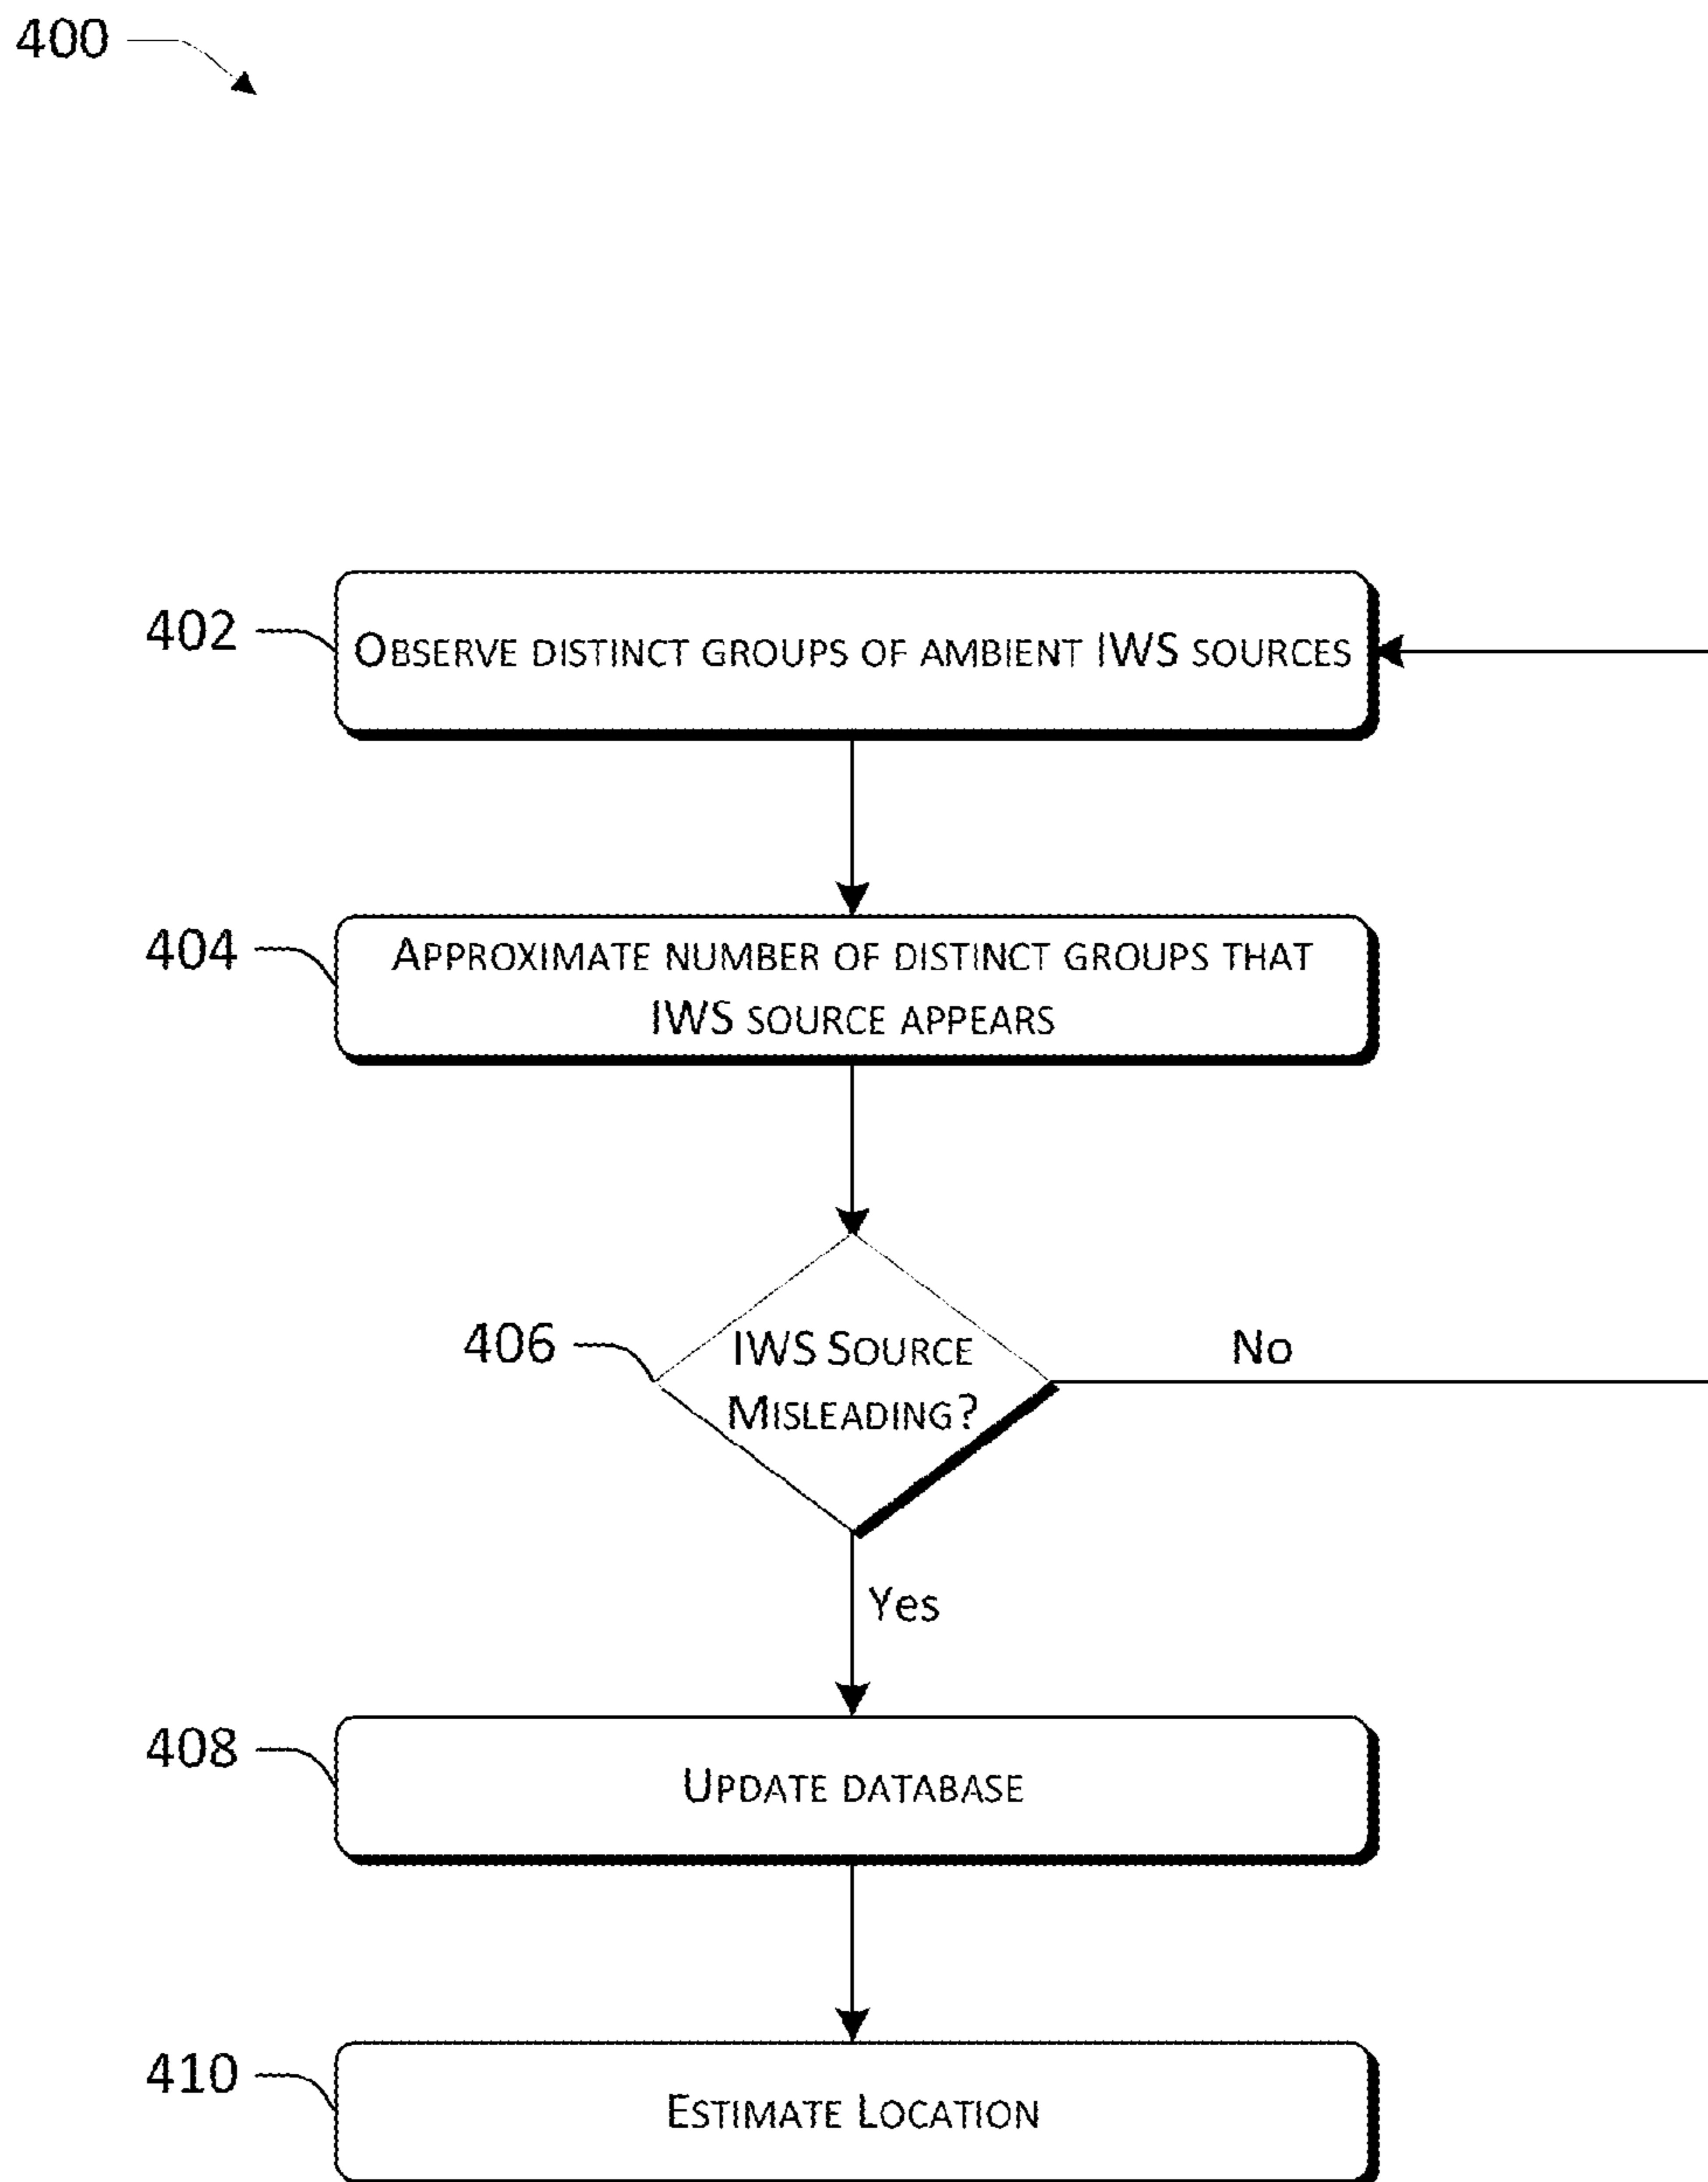 400
402
OBSERVE DISTINCT GROUPS OF AMBIENT IWS SOURCES
404
APPROXIMATE NUMBER OF DISTINCT GROUPS THAT
IWS SOURCE APPEARS
406
IWS SOURCE
MISLEADING?
No
Yes
408
UPDATE DATABASE
410
ESTIMATE LOCATION